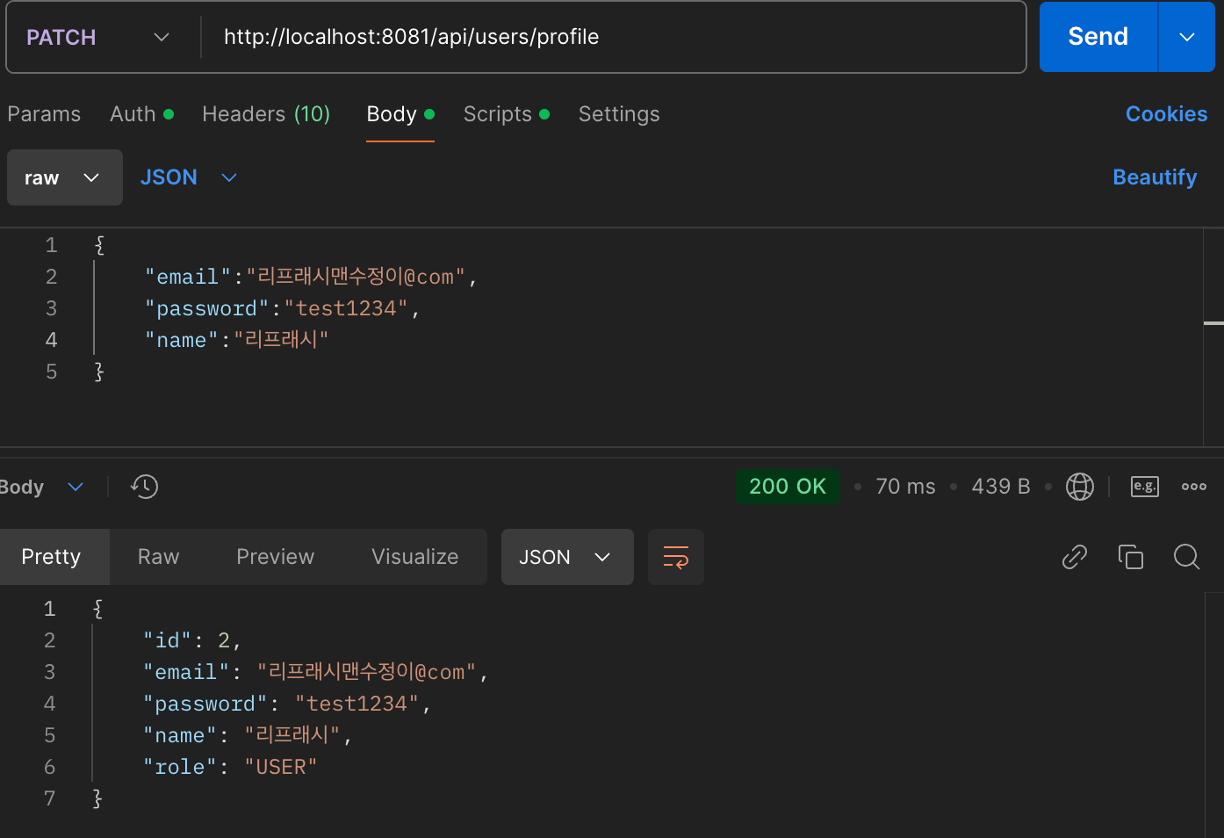 PATCH http://localhost:8081/api/users/profile Send
Params Auth Headers (10) Body Scripts Settings Cookies
raw JSON Beautify
1 {
2 "email":"리프래시맨수정이@com",
3 "password":"test1234",
4 "name":"리프래시"
5 }
Body 200 OK 70 ms 439 B e.g.
Pretty Raw Preview Visualize JSON
1 {
2 "id": 2,
3 "email": "리프래시맨수정이@com",
4 "password": "test1234",
5 "name": "리프래시",
6 "role": "USER"
7 }